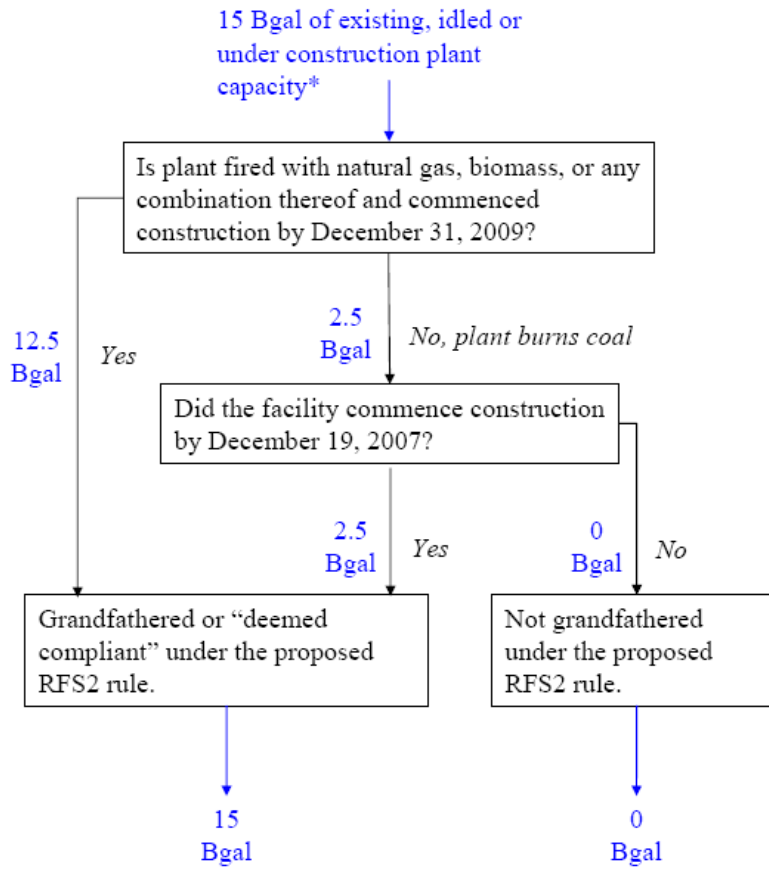 15 Bgal of existing, idled or
under construction plant
capacity*
Is plant fired with natural gas, biomass, or any
combination thereof and commenced
construction by December 31, 2009?
12.5
Bgal
Yes
2.5
Bgal
No, plant burns coal
Did the facility commence construction
by December 19, 2007?
2.5
Bgal
Yes
0
Bgal
No
Grandfathered or “deemed
compliant” under the proposed
RFS2 rule.
Not grandfathered
under the proposed
RFS2 rule.
15
Bgal
0
Bgal